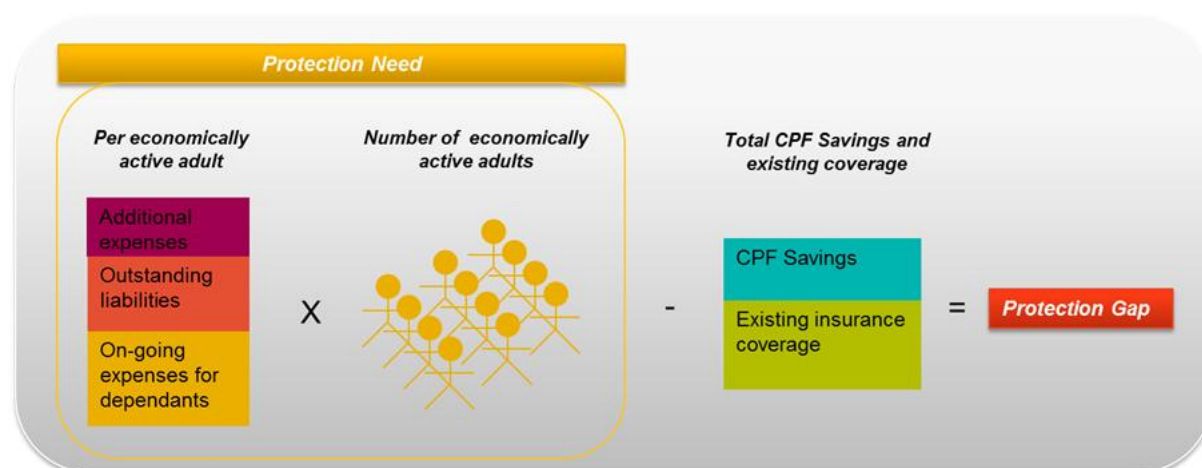 Protection Need
Per economically
active adult
Number of economically
active adults
Total CPF Savings and
existing coverage
Additional
expenses
Outstanding
liabilities
On-going
expenses for
dependants
X
-
CPF Savings
Existing insurance
coverage
=
Protection Gap